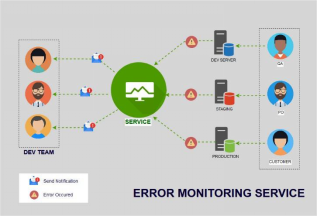 DEV SERVER
QA
SERVICE
STAGING
PO
DEV TEAM
PRODUCTION
CUSTOMER
Send Notification
Error Occured
ERROR MONITORING SERVICE